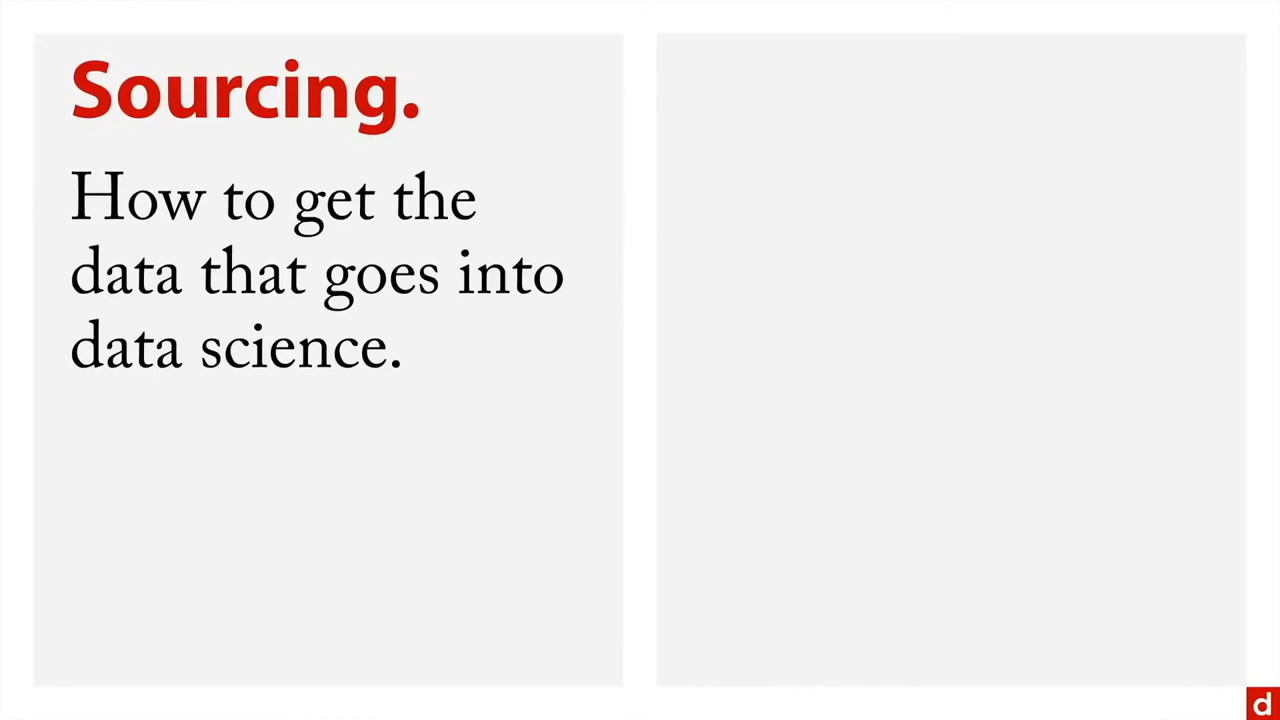 Sourcing.
How to get the
data that goes into
data science.
d